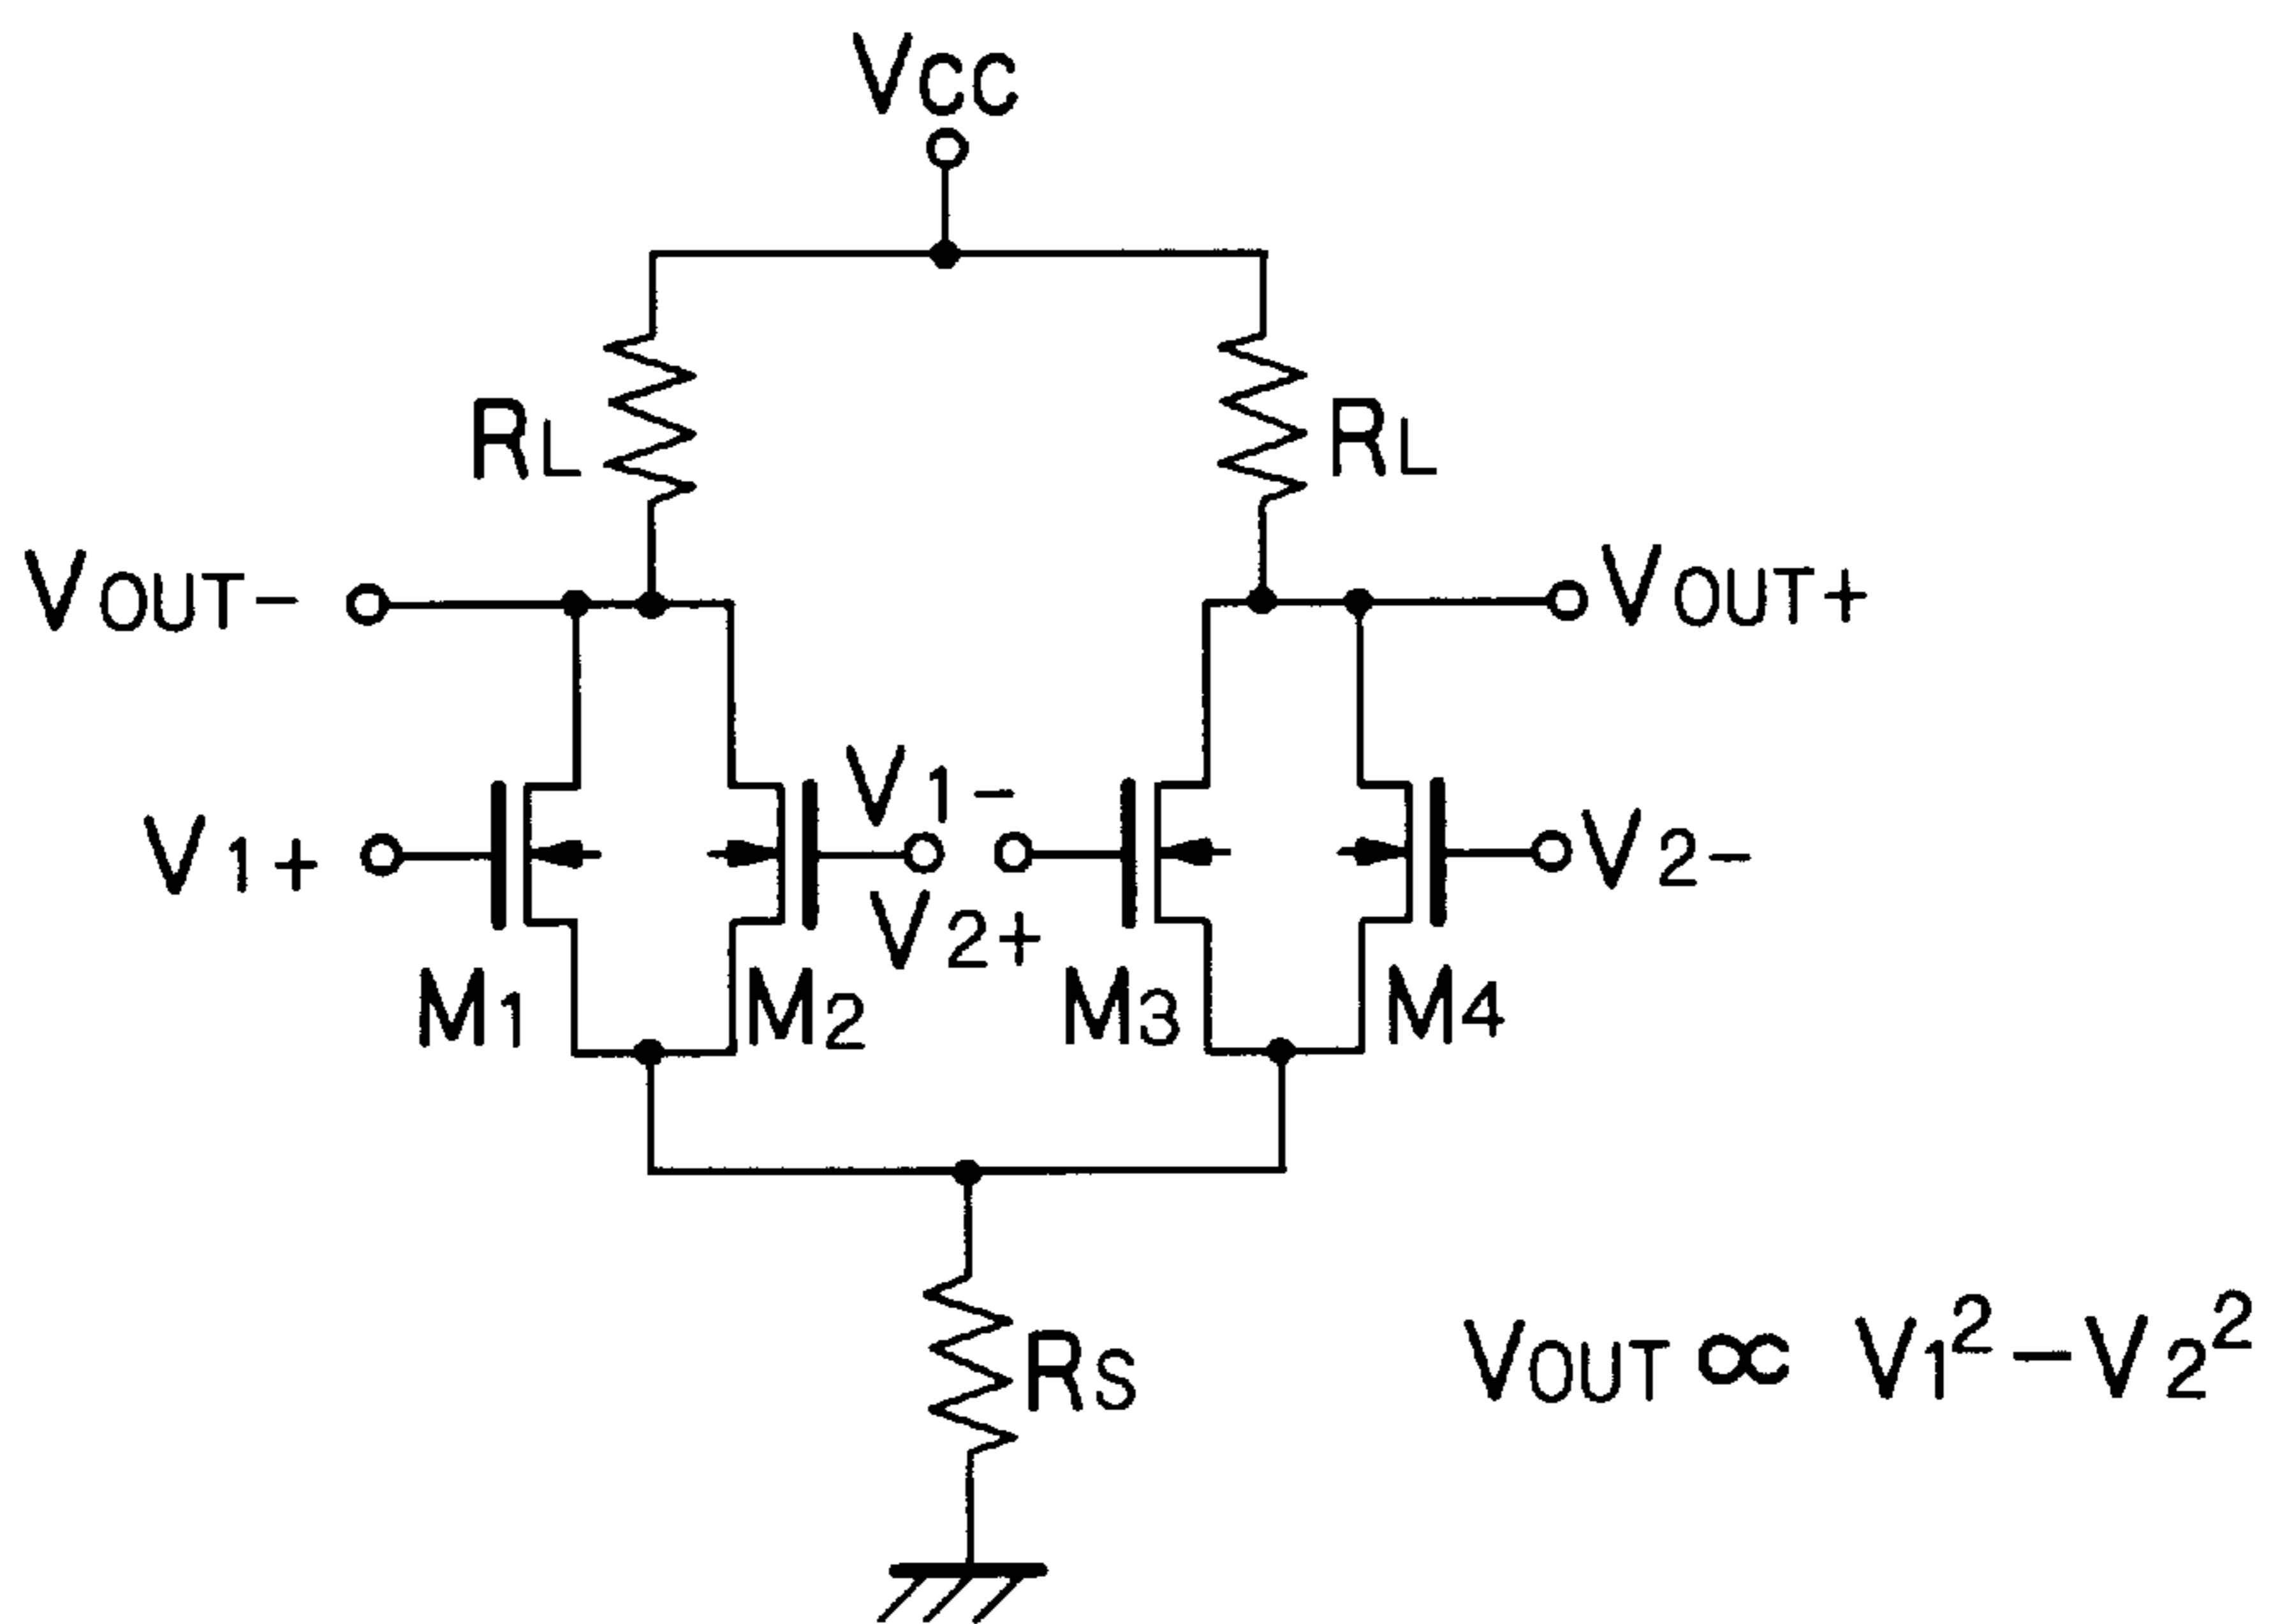 VCC
RL
RL
VOUT-
VOUT+
V1+
V1-
V2+
V2-
M1
M2
M3
M4
RS
VOUT ∝ V1² - V2²